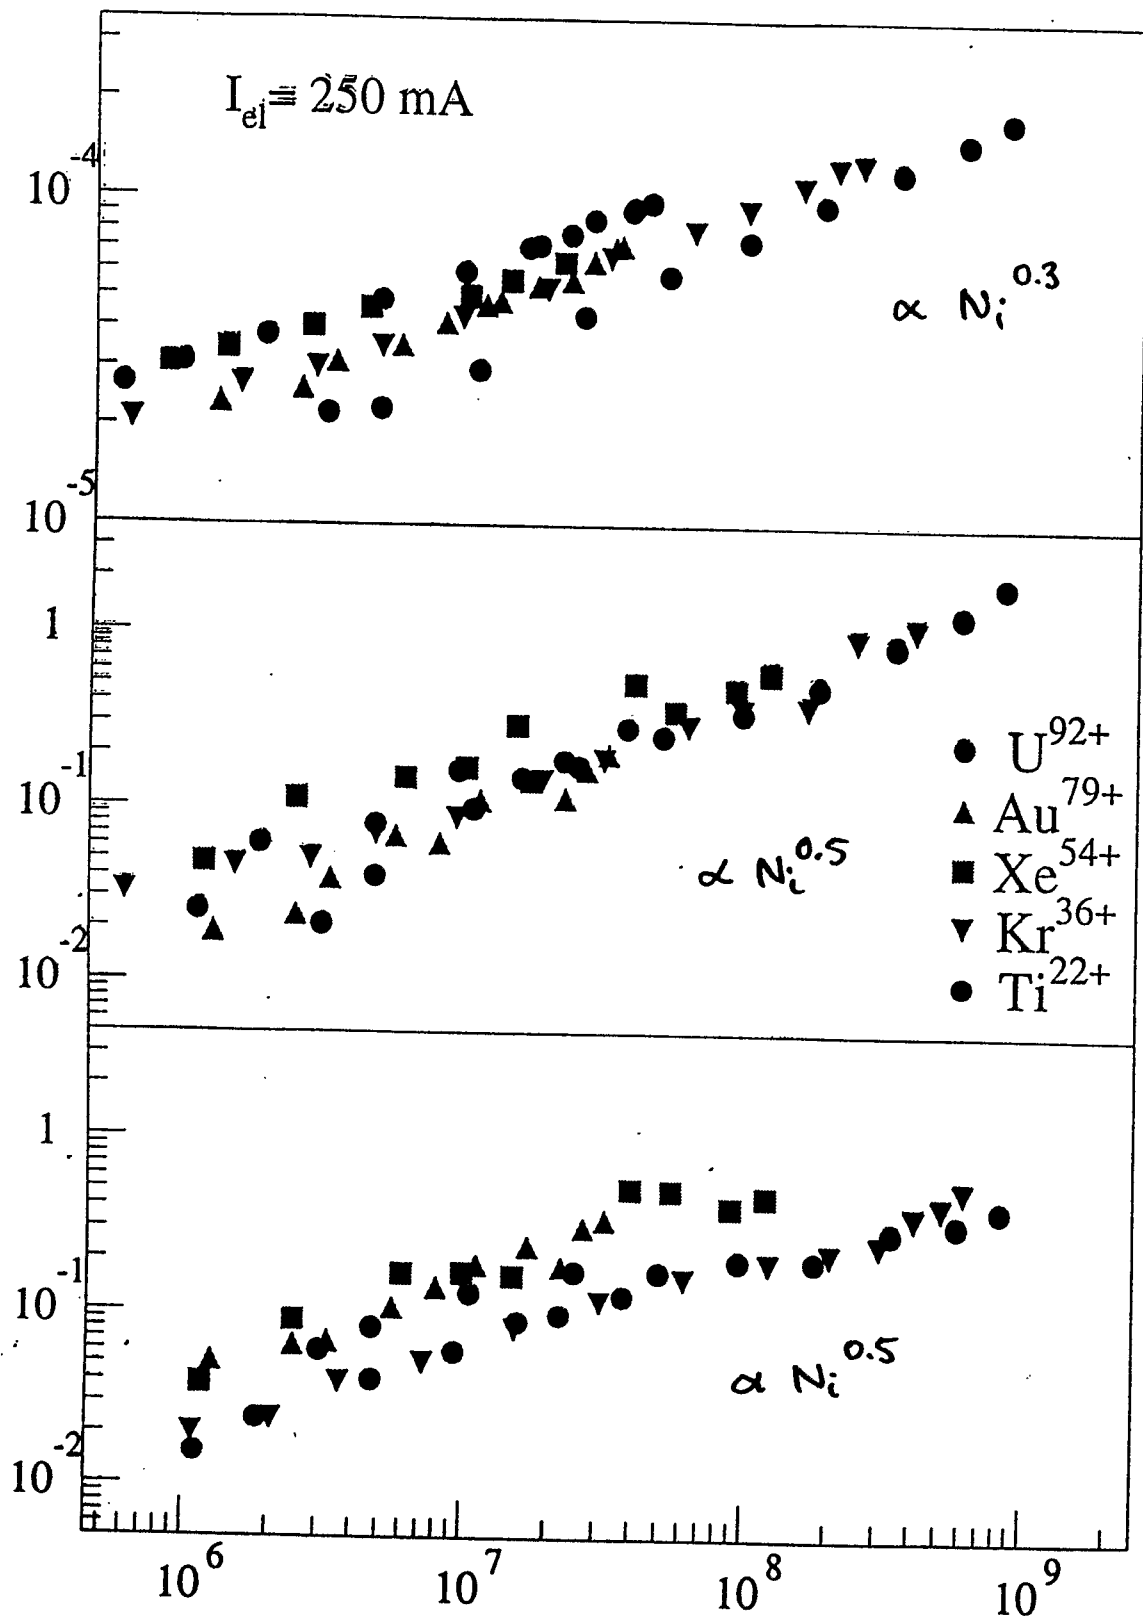 I_el = 250 mA
10^-4
∝ N_i^0.3
10^-5
1
10^-1
∝ N_i^0.5
10^-2
U^92+
Au^79+
Xe^54+
Kr^36+
Ti^22+
1
10^-1
∝ N_i^0.5
10^-2
10^6 10^7 10^8 10^9